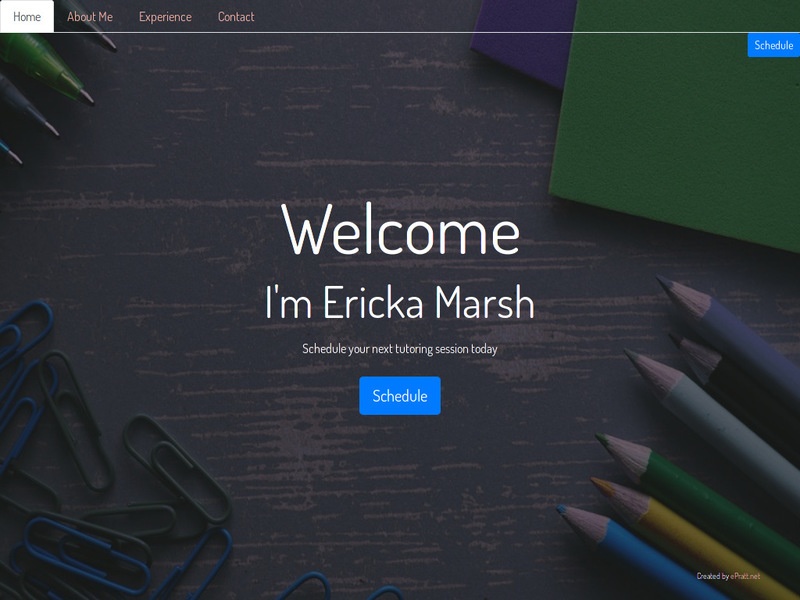 Home About Me Experience Contact
Schedule
Welcome
I'm Ericka Marsh
Schedule your next tutoring session today
Schedule
Created by ePratt.net